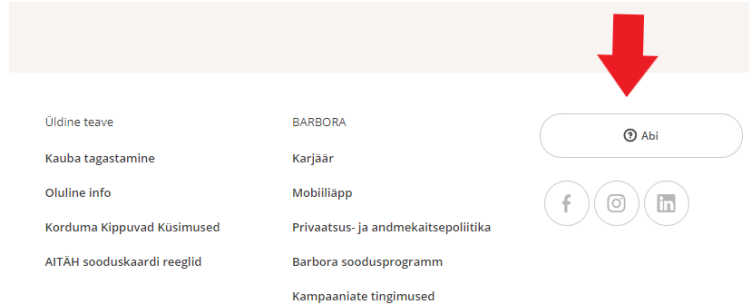 Üldine teave
Kauba tagastamine
Oluline info
Korduma Kippuvad Küsimused
AITÄH sooduskaardi reeglid
BARBORA
Karjäär
Mobiiliäpp
Privaatsus- ja andmekaitsepoliitika
Barbora soodusprogramm
Kampaaniate tingimused
Abi